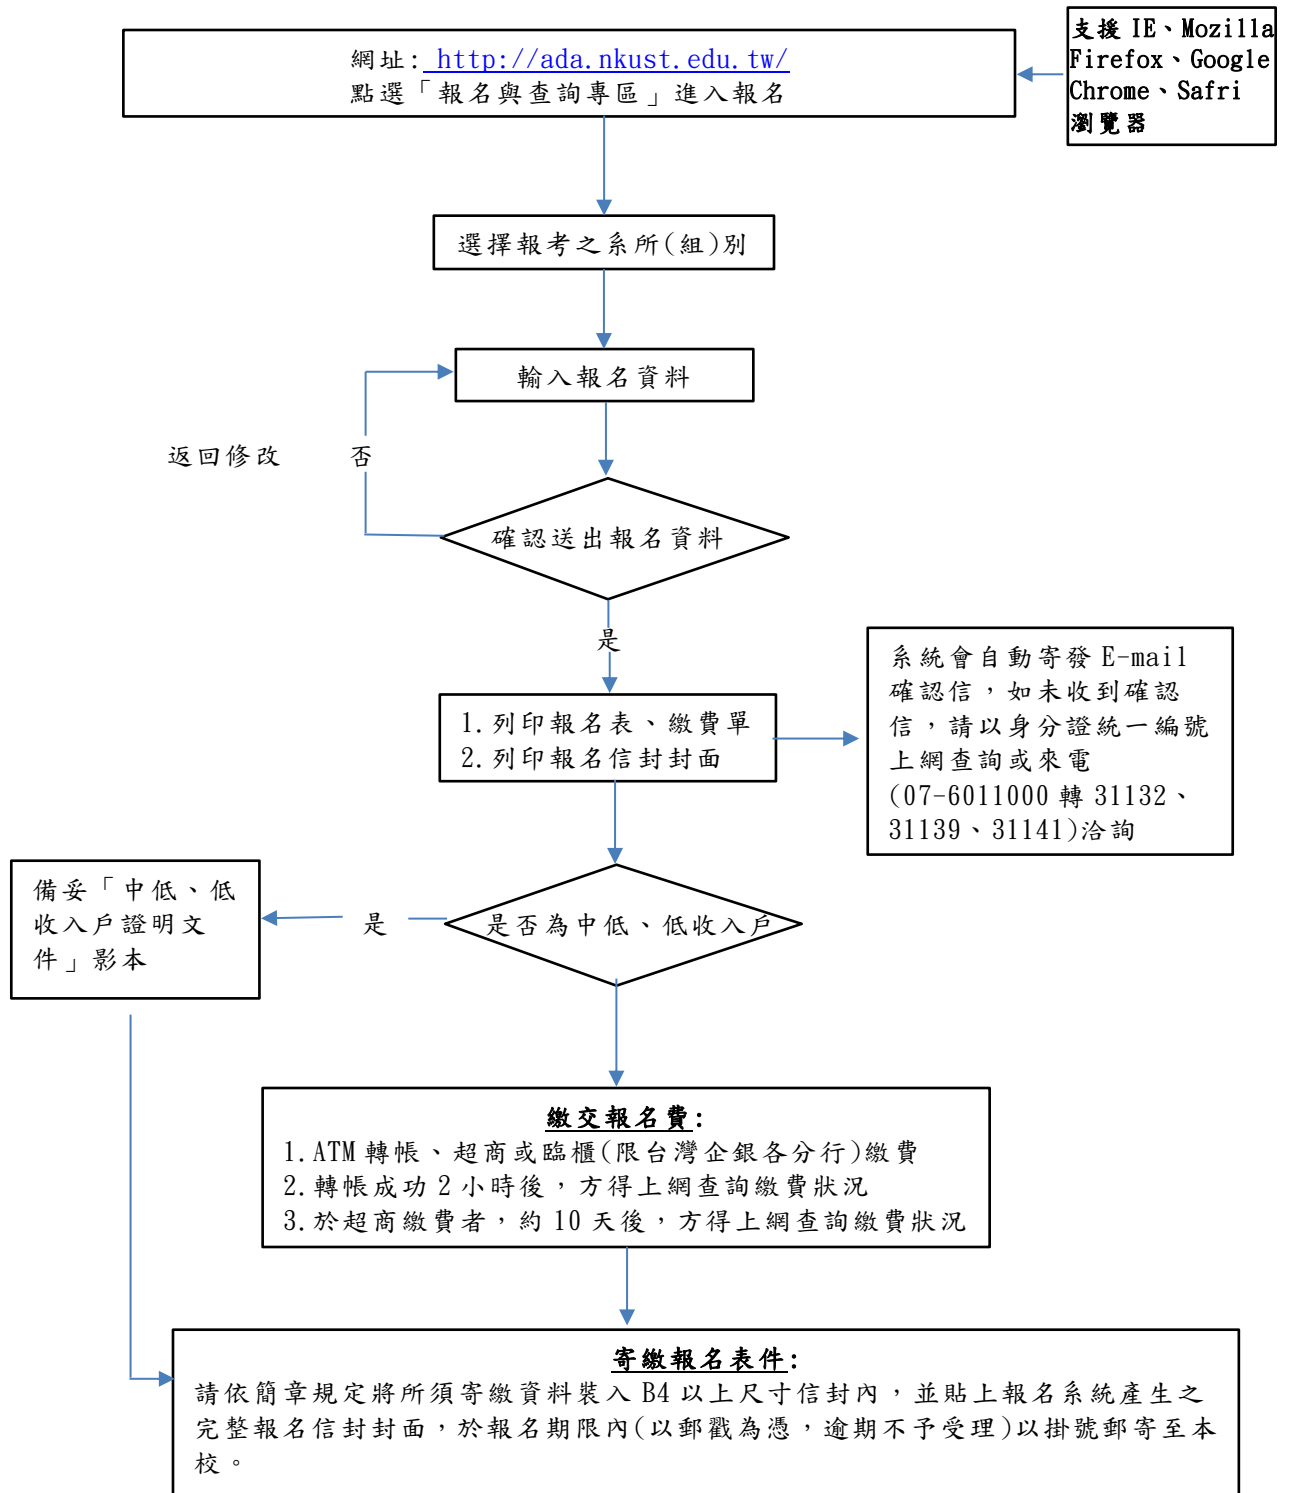 網址: http://ada.nkust.edu.tw/
點選「報名與查詢專區」進入報名
支援 IE、Mozilla
Firefox、Google
Chrome、Safri
瀏覽器
選擇報考之系所(組)別
輸入報名資料
返回修改
否
確認送出報名資料
是
1.列印報名表、繳費單
2.列印報名信封封面
系統會自動寄發 E-mail
確認信，如未收到確認
信，請以身分證統一編號
上網查詢或來電
(07-6011000 轉 31132、
31139、31141)洽詢
備妥「中低、低
收入戶證明文
件」影本
是
是否為中低、低收入戶
繳交報名費:
1.ATM 轉帳、超商或臨櫃(限台灣企銀各分行)繳費
2.轉帳成功 2 小時後，方得上網查詢繳費狀況
3.於超商繳費者，約 10 天後，方得上網查詢繳費狀況
寄繳報名表件:
請依簡章規定將所須寄繳資料裝入 B4 以上尺寸信封內，並貼上報名系統產生之
完整報名信封封面，於報名期限內(以郵戳為憑，逾期不予受理)以掛號郵寄至本
校。